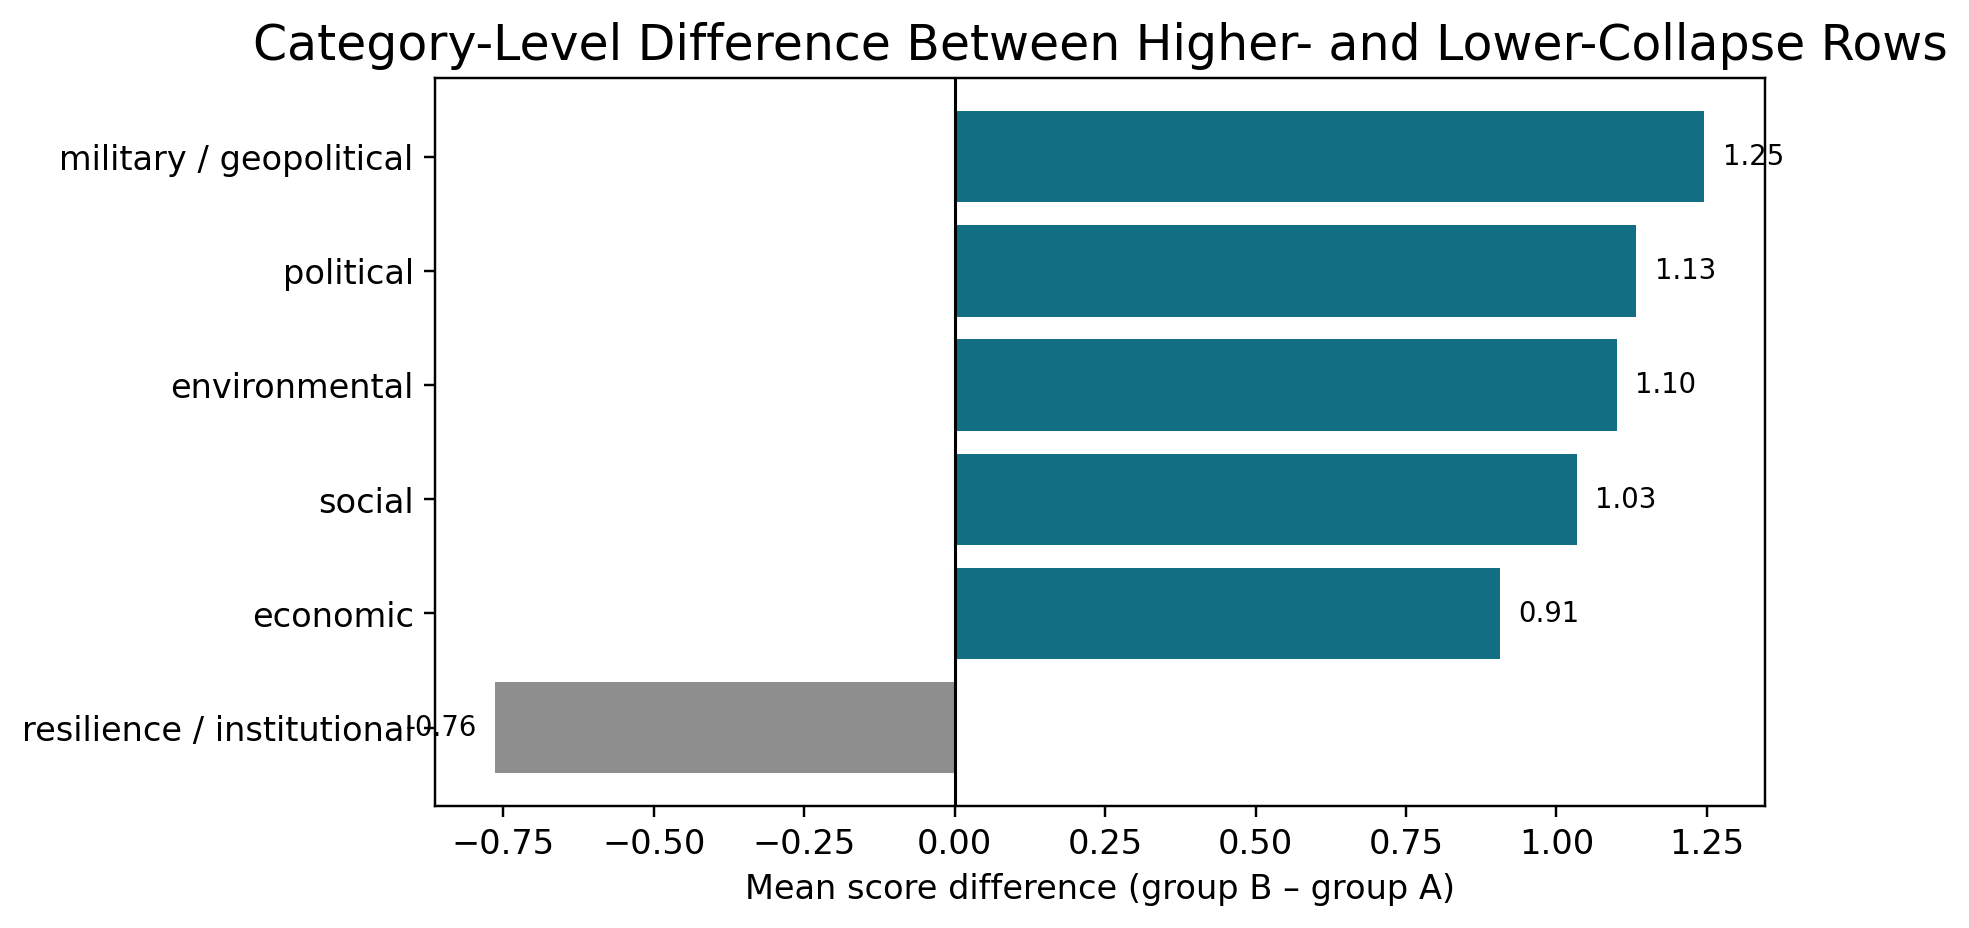 Category-Level Difference Between Higher- and Lower-Collapse Rows
military / geopolitical 1.25
political 1.13
environmental 1.10
social 1.03
economic 0.91
resilience / institutional -0.76
−0.75 −0.50 −0.25 0.00 0.25 0.50 0.75 1.00 1.25
Mean score difference (group B – group A)